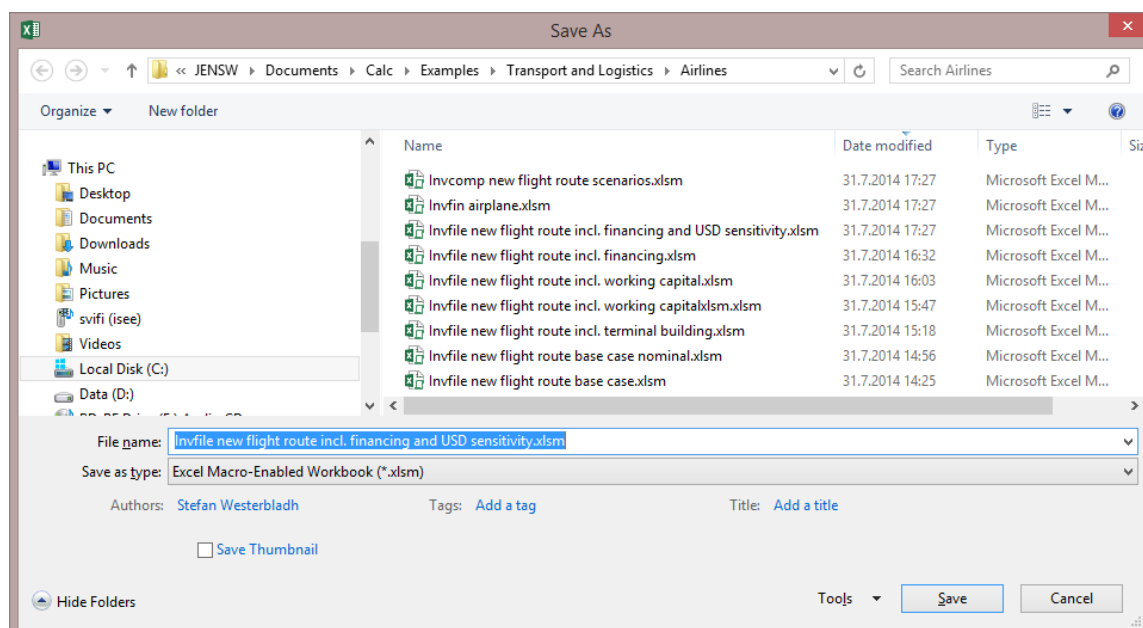 Save As
« JENSW Documents Calc Examples Transport and Logistics Airlines Search Airlines
Organize New folder
Name Date modified Type Siz
This PC
Desktop
Documents
Downloads
Music
Pictures
svifi (isee)
Videos
Local Disk (C:)
Data (D:)
Invcomp new flight route scenarios.xlsm 31.7.2014 17:27 Microsoft Excel M...
Invfin airplane.xlsm 31.7.2014 17:27 Microsoft Excel M...
Invfile new flight route incl. financing and USD sensitivity.xlsm 31.7.2014 17:27 Microsoft Excel M...
Invfile new flight route incl. financing.xlsm 31.7.2014 16:32 Microsoft Excel M...
Invfile new flight route incl. working capital.xlsm 31.7.2014 16:03 Microsoft Excel M...
Invfile new flight route incl. working capitalxlsm.xlsm 31.7.2014 15:47 Microsoft Excel M...
Invfile new flight route incl. terminal building.xlsm 31.7.2014 15:18 Microsoft Excel M...
Invfile new flight route base case nominal.xlsm 31.7.2014 14:56 Microsoft Excel M...
Invfile new flight route base case.xlsm 31.7.2014 14:25 Microsoft Excel M...
File name: Invfile new flight route incl. financing and USD sensitivity.xlsm
Save as type: Excel Macro-Enabled Workbook (*.xlsm)
Authors: Stefan Westerbladh Tags: Add a tag Title: Add a title
Save Thumbnail
Hide Folders Tools Save Cancel